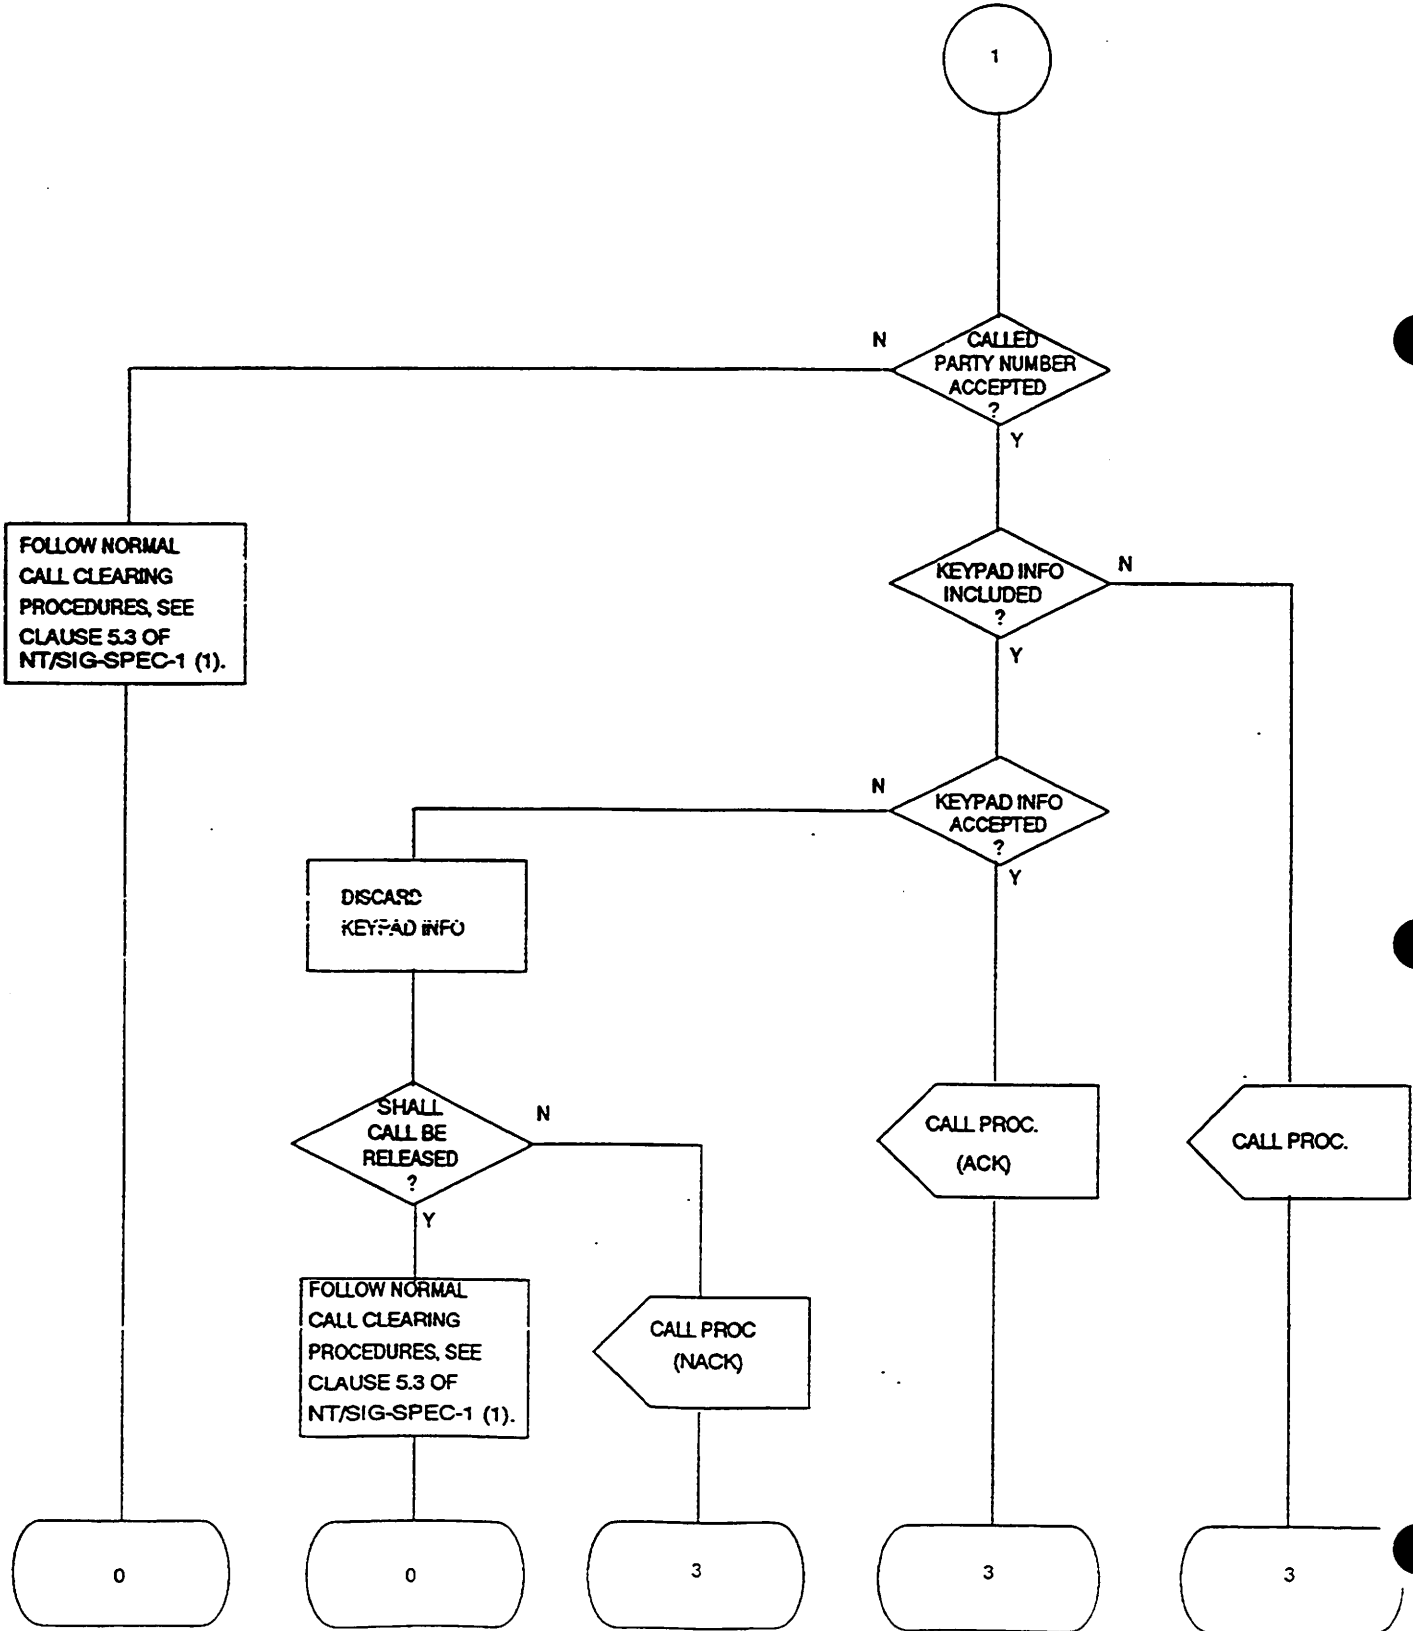 1
N
CALLED
PARTY NUMBER
ACCEPTED
?
Y
FOLLOW NORMAL
CALL CLEARING
PROCEDURES, SEE
CLAUSE 5.3 OF
NT/SIG-SPEC-1 (1).
KEYPAD INFO
INCLUDED
?
N
Y
N
KEYPAD INFO
ACCEPTED
?
Y
DISCARD
KEYPAD INFO
SHALL
CALL BE
RELEASED
?
N
Y
CALL PROC.
(ACK)
CALL PROC.
FOLLOW NORMAL
CALL CLEARING
PROCEDURES, SEE
CLAUSE 5.3 OF
NT/SIG-SPEC-1 (1).
CALL PROC
(NACK)
0
0
3
3
3